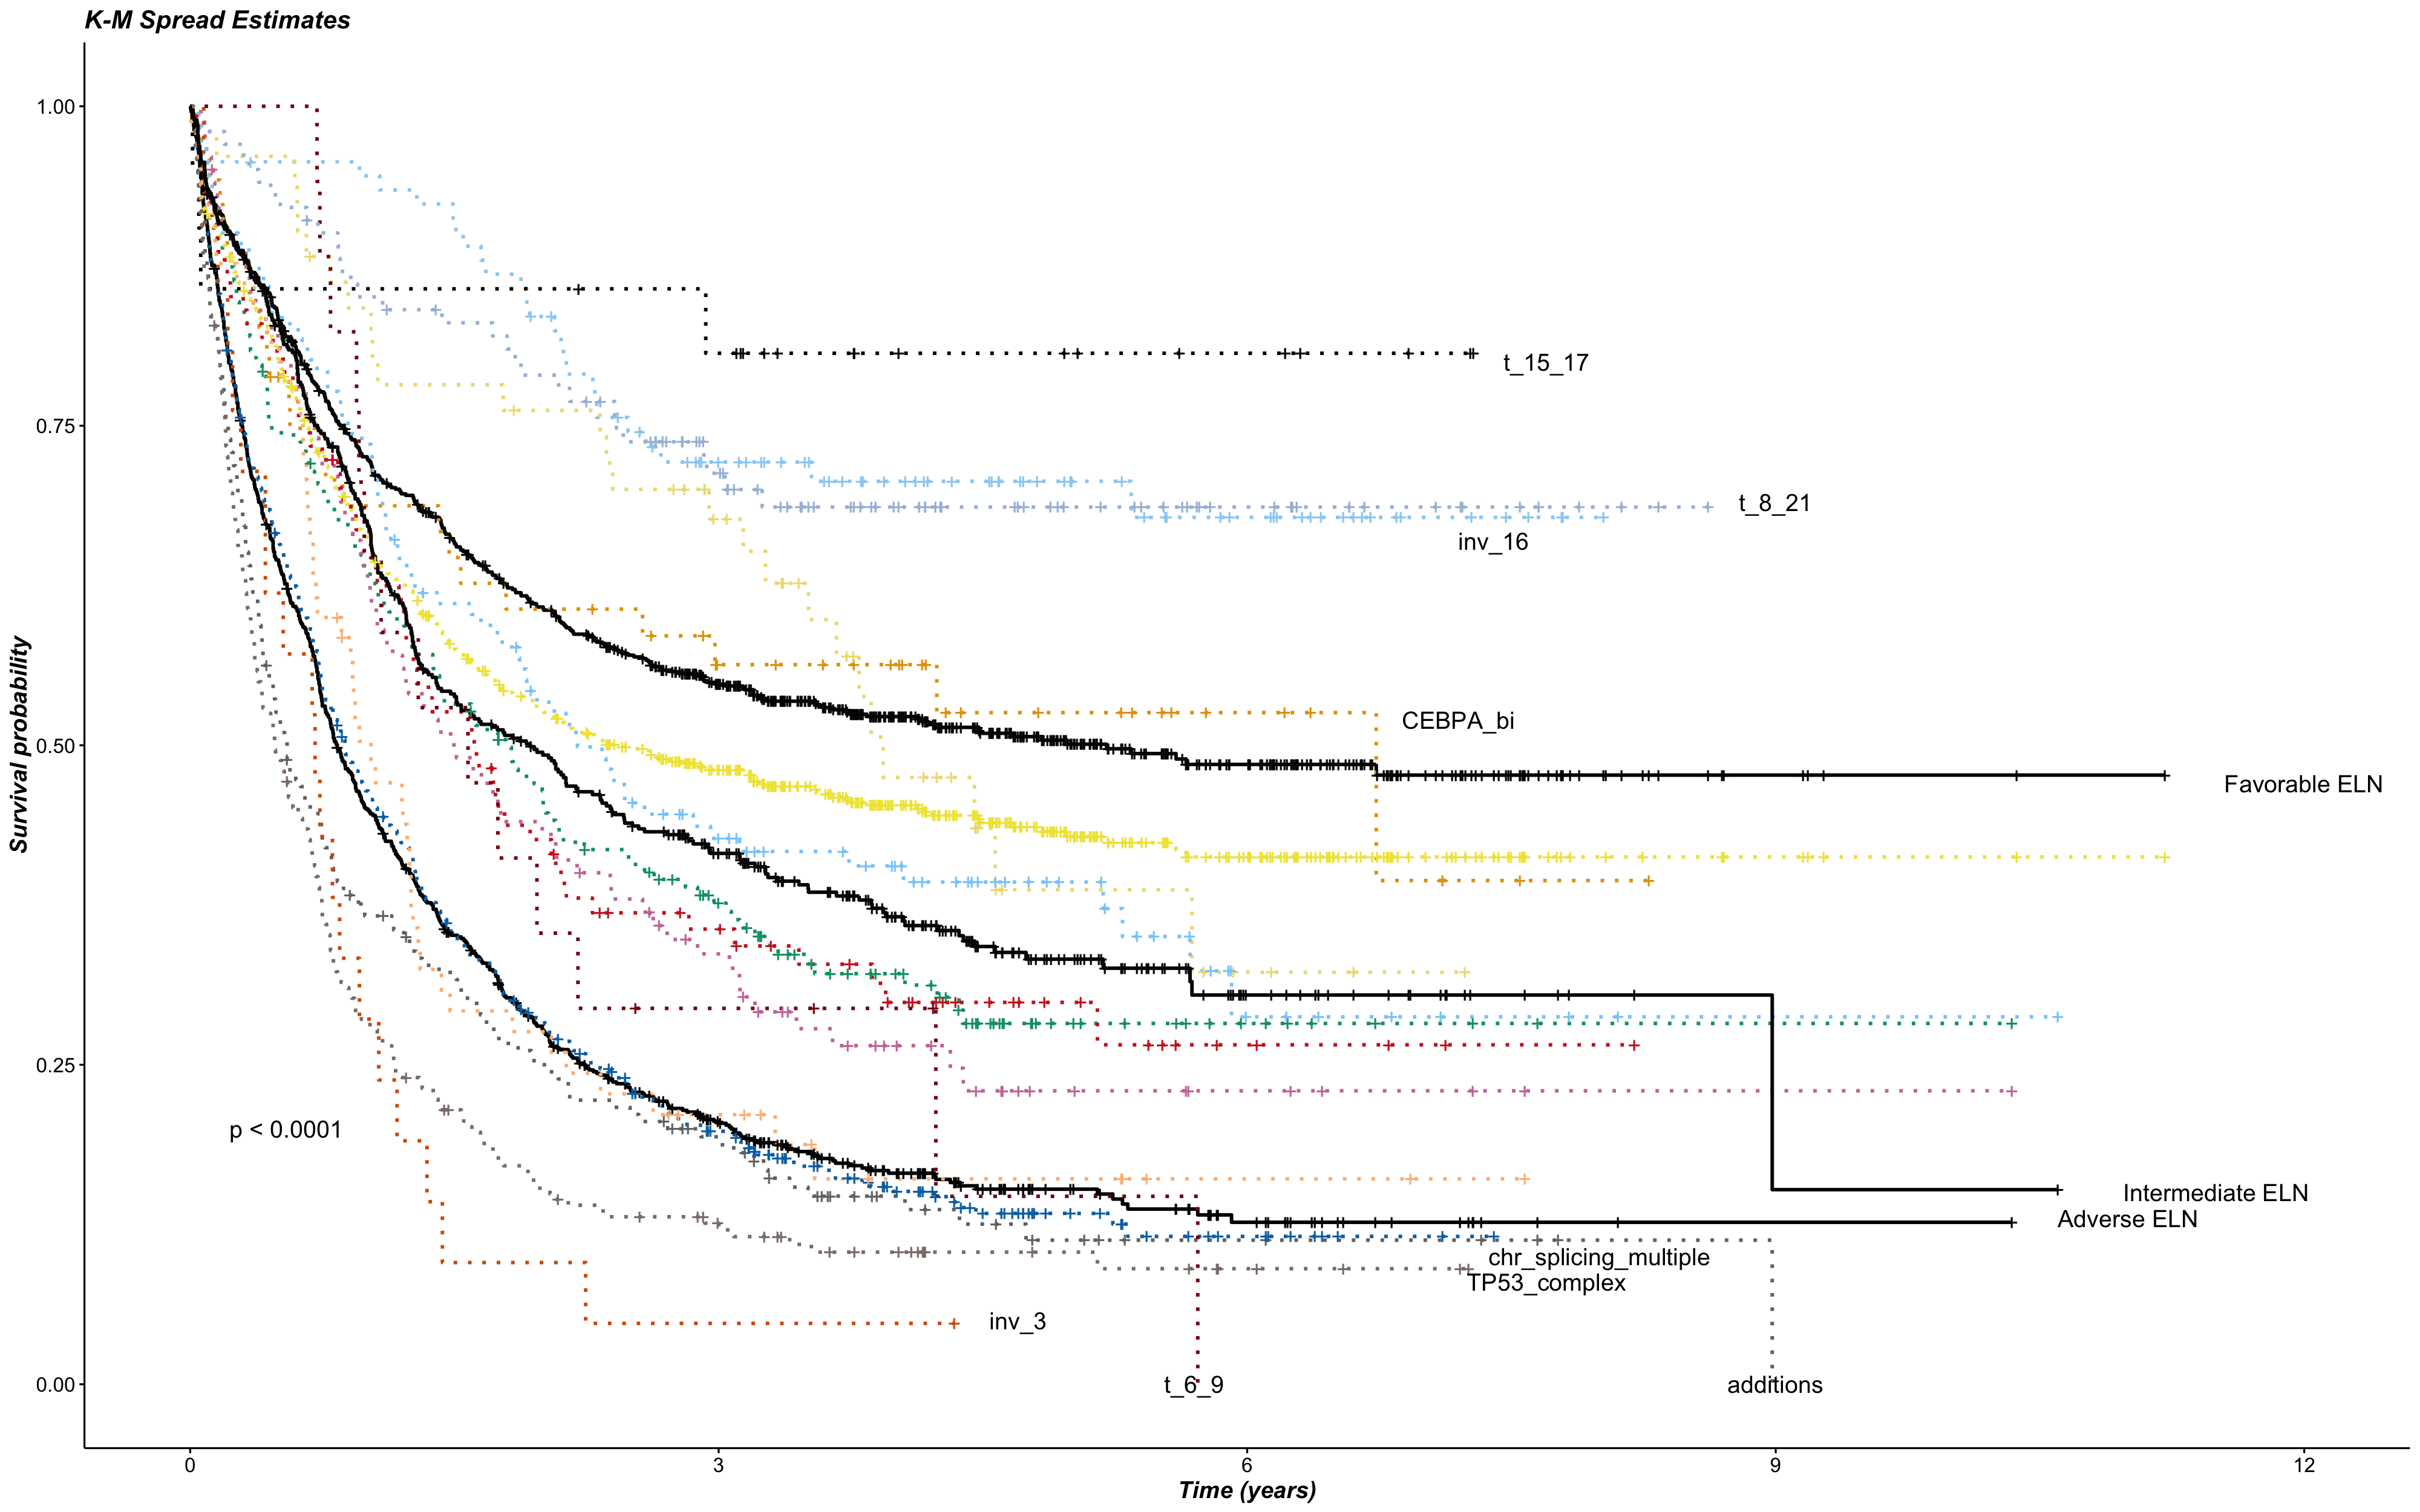 K-M Spread Estimates
1.00
t_15_17
0.75
t_8_21
inv_16
Survival probability
0.50
CEBPA_bi
Favorable ELN
0.25
p < 0.0001
Intermediate ELN
Adverse ELN
chr_splicing_multiple
TP53_complex
inv_3
0.00
t_6_9
additions
0
3
6
9
12
Time (years)